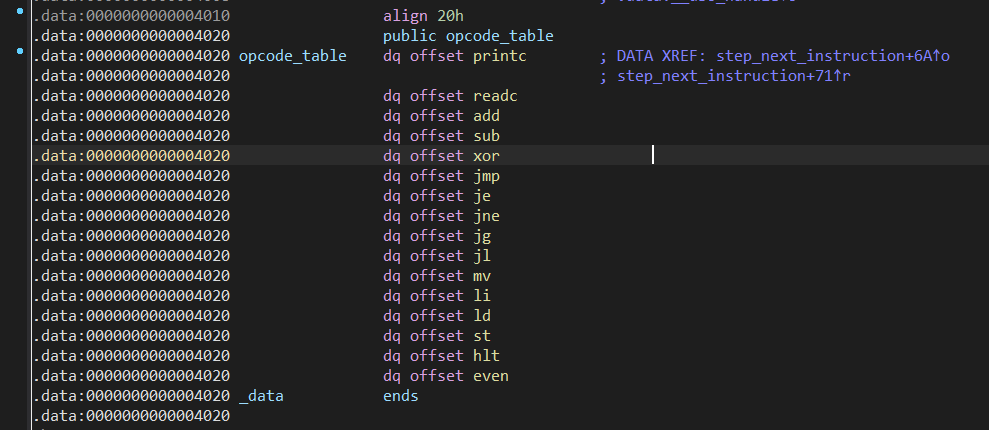 .data:0000000000004010 align 20h
.data:0000000000004020 public opcode_table
.data:0000000000004020 opcode_table dq offset printc ; DATA XREF: step_next_instruction+6A↑o
.data:0000000000004020 ; step_next_instruction+71↑r
.data:0000000000004020 dq offset readc
.data:0000000000004020 dq offset add
.data:0000000000004020 dq offset sub
.data:0000000000004020 dq offset xor
.data:0000000000004020 dq offset jmp
.data:0000000000004020 dq offset je
.data:0000000000004020 dq offset jne
.data:0000000000004020 dq offset jg
.data:0000000000004020 dq offset jl
.data:0000000000004020 dq offset mv
.data:0000000000004020 dq offset li
.data:0000000000004020 dq offset ld
.data:0000000000004020 dq offset st
.data:0000000000004020 dq offset hlt
.data:0000000000004020 dq offset even
.data:0000000000004020 _data ends
.data:0000000000004020